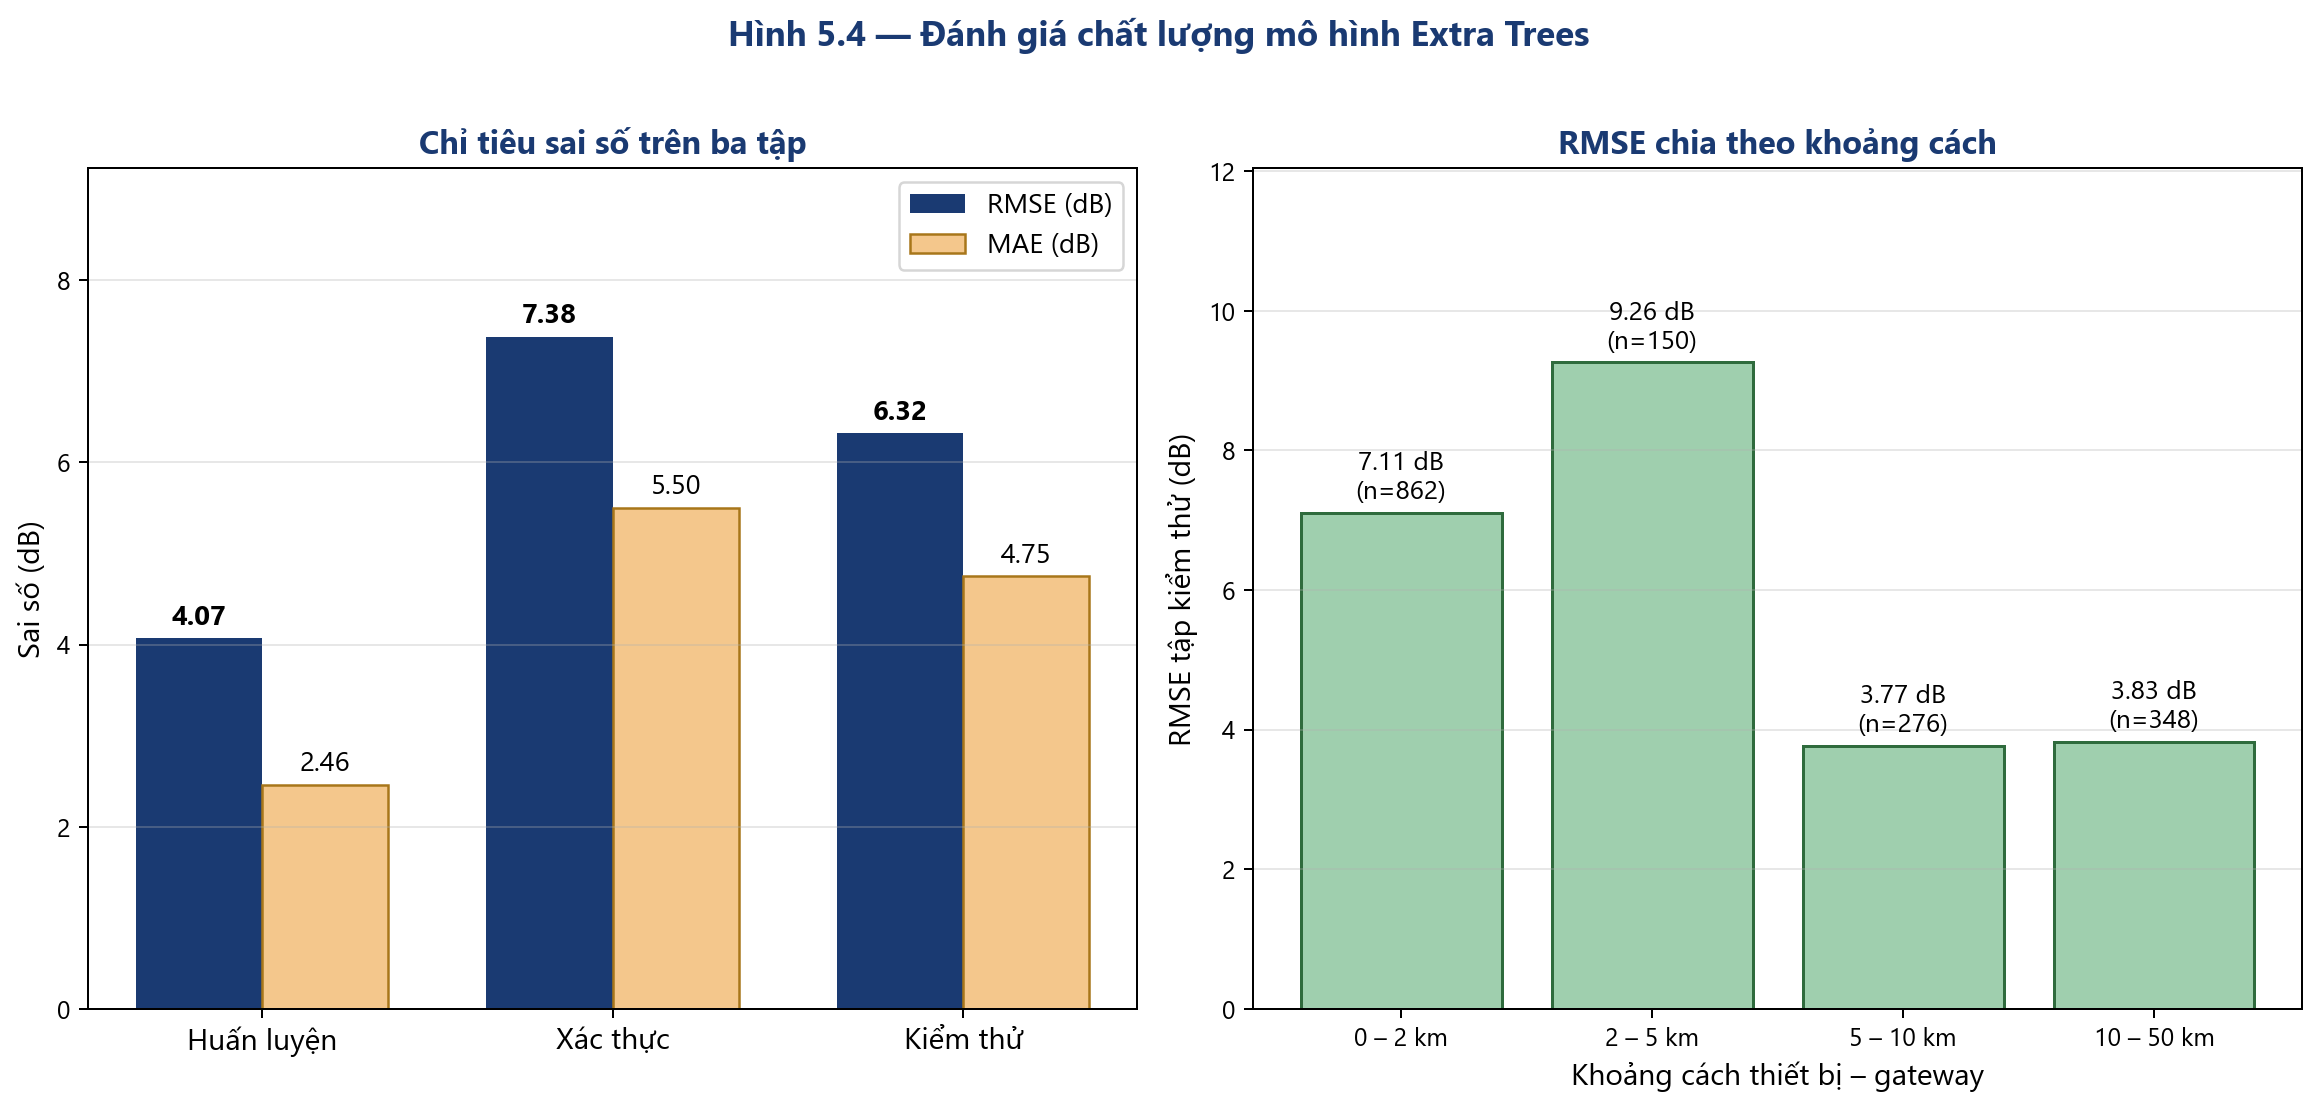 Hình 5.4 — Đánh giá chất lượng mô hình Extra Trees
Chỉ tiêu sai số trên ba tập
RMSE (dB)
MAE (dB)
Sai số (dB)
8
6
4
2
0
4.07
2.46
7.38
5.50
6.32
4.75
Huấn luyện
Xác thực
Kiểm thử
RMSE chia theo khoảng cách
RMSE tập kiểm thử (dB)
12
10
8
6
4
2
0
7.11 dB
(n=862)
9.26 dB
(n=150)
3.77 dB
(n=276)
3.83 dB
(n=348)
0 – 2 km
2 – 5 km
5 – 10 km
10 – 50 km
Khoảng cách thiết bị – gateway